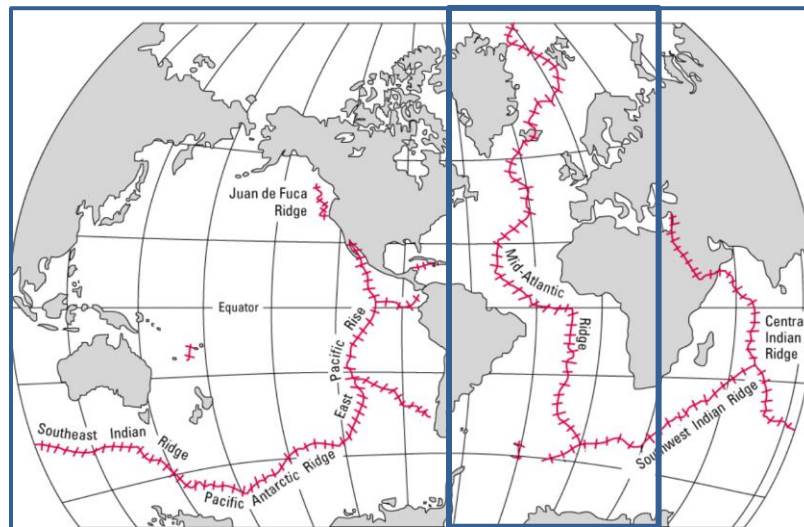 Juan de Fuca
Ridge
Equator
Mid-Atlantic
Ridge
East Pacific Rise
Central
Indian
Ridge
Southeast Indian
Ridge
Pacific Antarctic Ridge
Southwest Indian Ridge